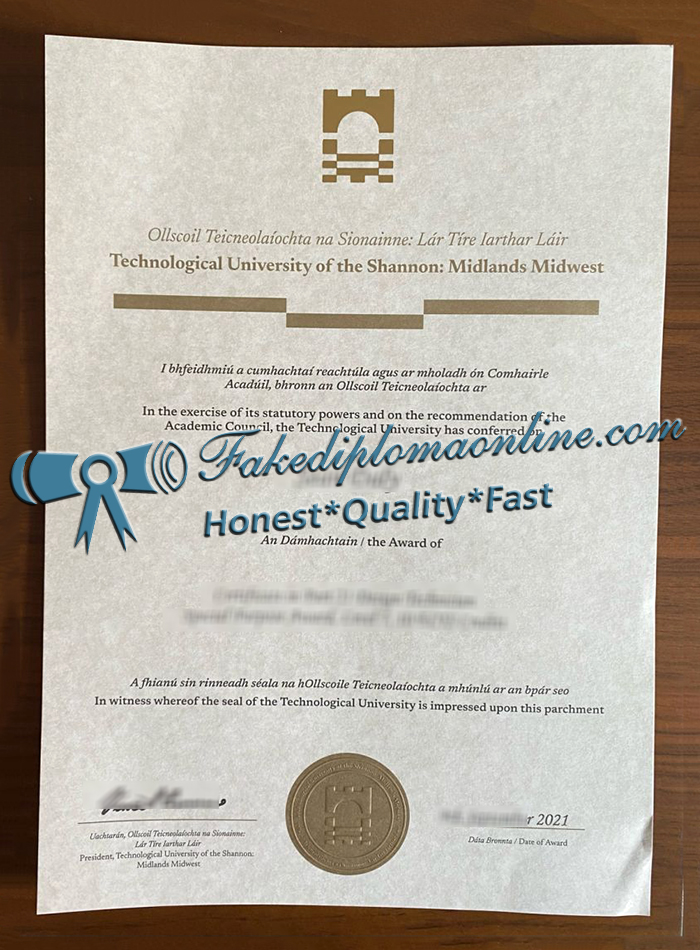 Ollscoil Teicneolaíochta na Sionainne: Lár Tíre Iarthar Láir
Technological University of the Shannon: Midlands Midwest
I bhfeidhmiú a cumhachtaí reachtúla agus ar mholadh ón Comhairle
Acadúil, bhronn an Ollscoil Teicneolaíochta ar
In the exercise of its statutory powers and on the recommendation of the
Academic Council, the Technological University has conferred on
Fakediplomaonline.com
Honest*Quality*Fast
An Dámhachtain / the Award of
A fhianú sin rinneadh séala na hOllscoile Teicneolaíochta a mhúnlú ar an bpár seo
In witness whereof the seal of the Technological University is impressed upon this parchment
r 2021
Uachtarán, Ollscoil Teicneolaíochta na Sionainne:
Lár Tíre Iarthar Láir
President, Technological University of the Shannon:
Midlands Midwest
Dáta Bronnta / Date of Award